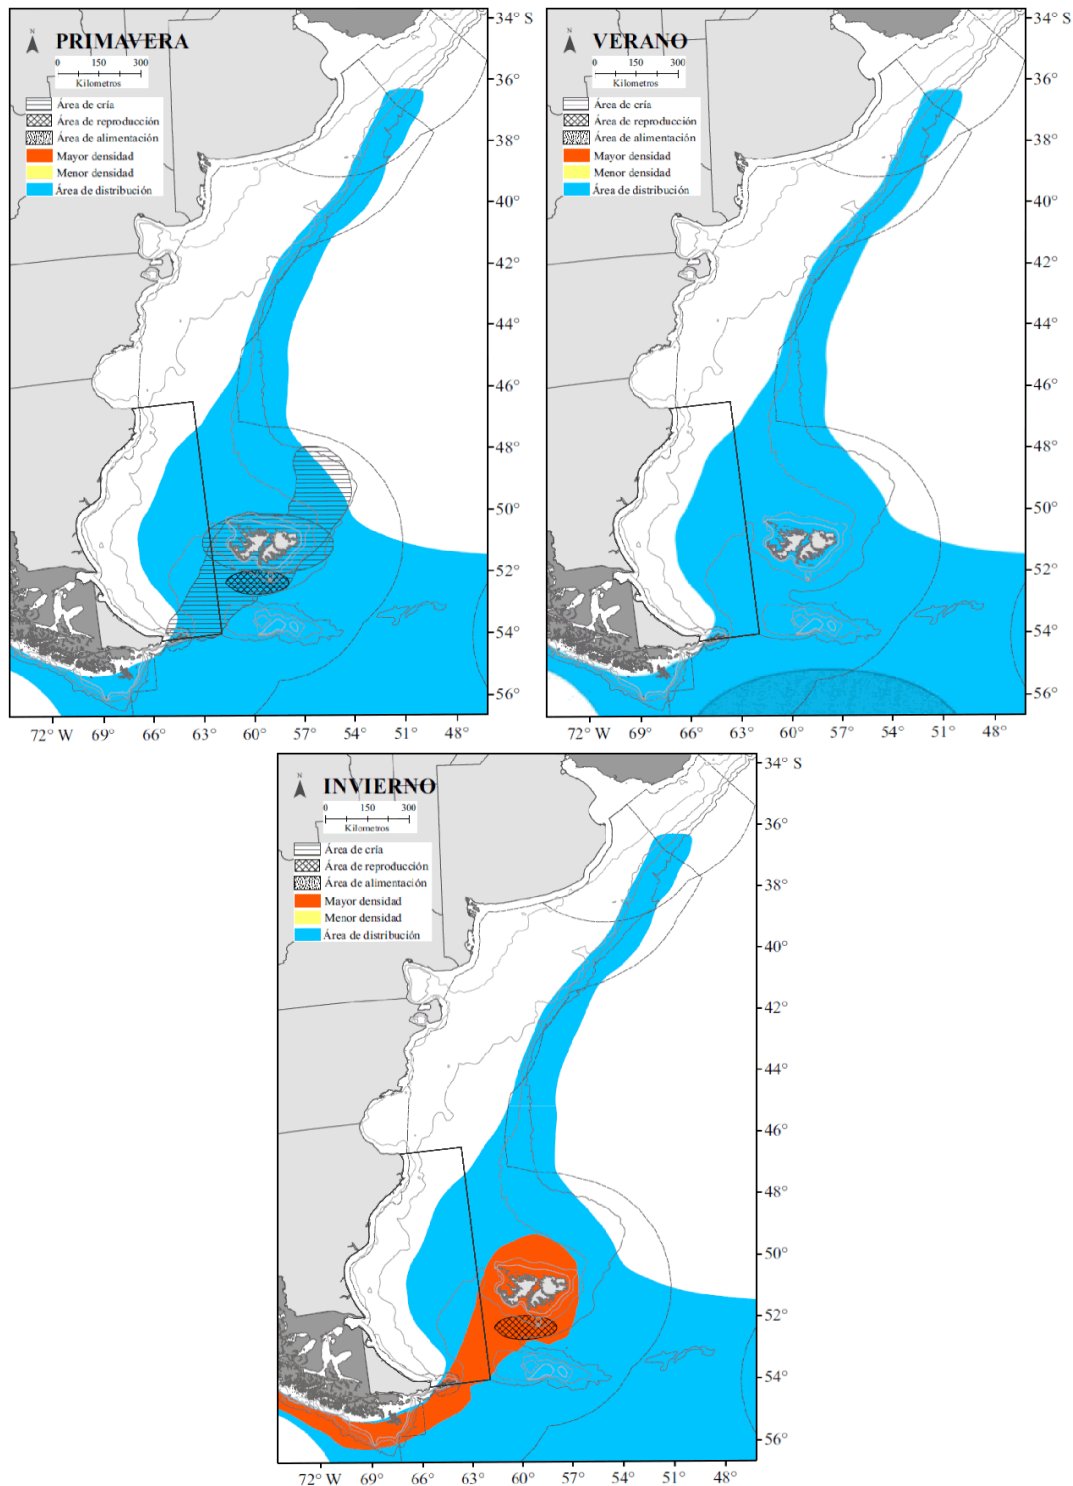 N
PRIMAVERA
0 150 300
Kilometros
Área de cría
Área de reproducción
Área de alimentación
Mayor densidad
Menor densidad
Área de distribución
34° S
36°
38°
40°
42°
44°
46°
48°
50°
52°
54°
56°
72° W 69° 66° 63° 60° 57° 51° 48°
N
VERANO
0 150 300
Kilometros
Área de cría
Área de reproducción
Área de alimentación
Mayor densidad
Menor densidad
Área de distribución
34° S
36°
38°
40°
42°
44°
46°
48°
50°
52°
54°
56°
72° W 69° 66° 63° 60° 57° 51° 48°
N
INVIERNO
0 150 300
Kilometros
Área de cría
Área de reproducción
Área de alimentación
Mayor densidad
Menor densidad
Área de distribución
34° S
36°
38°
40°
42°
44°
46°
48°
50°
52°
54°
56°
72° W 69° 66° 63° 60° 57° 51° 48°